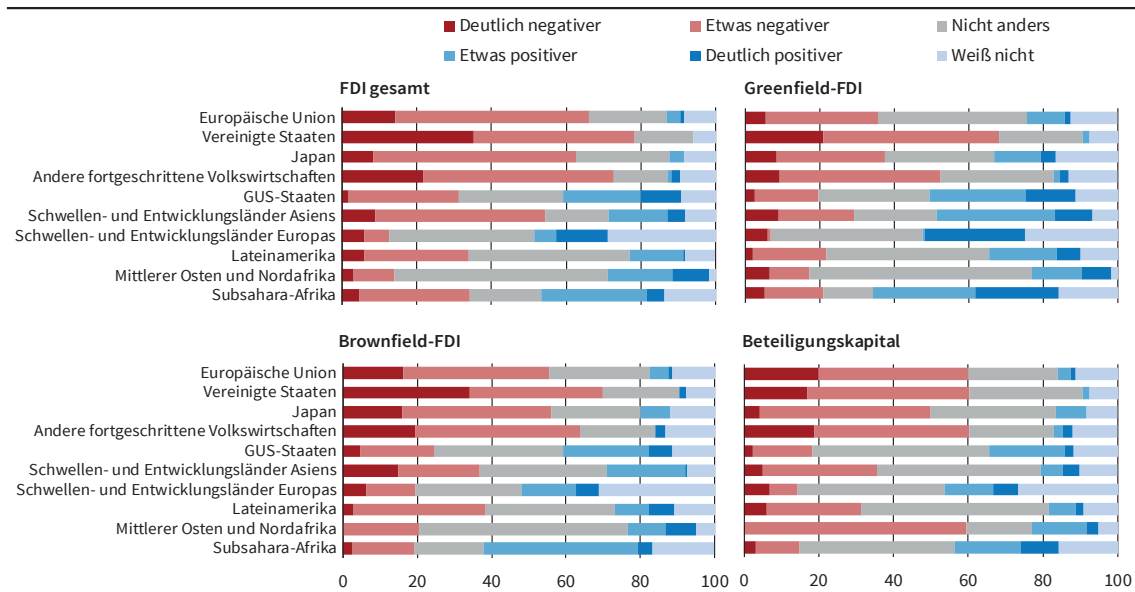 Deutlich negativer
Etwas negativer
Nicht anders
Etwas positiver
Deutlich positiver
Weiß nicht
FDI gesamt
Greenfield-FDI
Europäische Union
Vereinigte Staaten
Japan
Andere fortgeschrittene Volkswirtschaften
GUS-Staaten
Schwellen- und Entwicklungsländer Asiens
Schwellen- und Entwicklungsländer Europas
Lateinamerika
Mittlerer Osten und Nordafrika
Subsahara-Afrika
Brownfield-FDI
Beteiligungskapital
Europäische Union
Vereinigte Staaten
Japan
Andere fortgeschrittene Volkswirtschaften
GUS-Staaten
Schwellen- und Entwicklungsländer Asiens
Schwellen- und Entwicklungsländer Europas
Lateinamerika
Mittlerer Osten und Nordafrika
Subsahara-Afrika
0 20 40 60 80 100
0 20 40 60 80 100